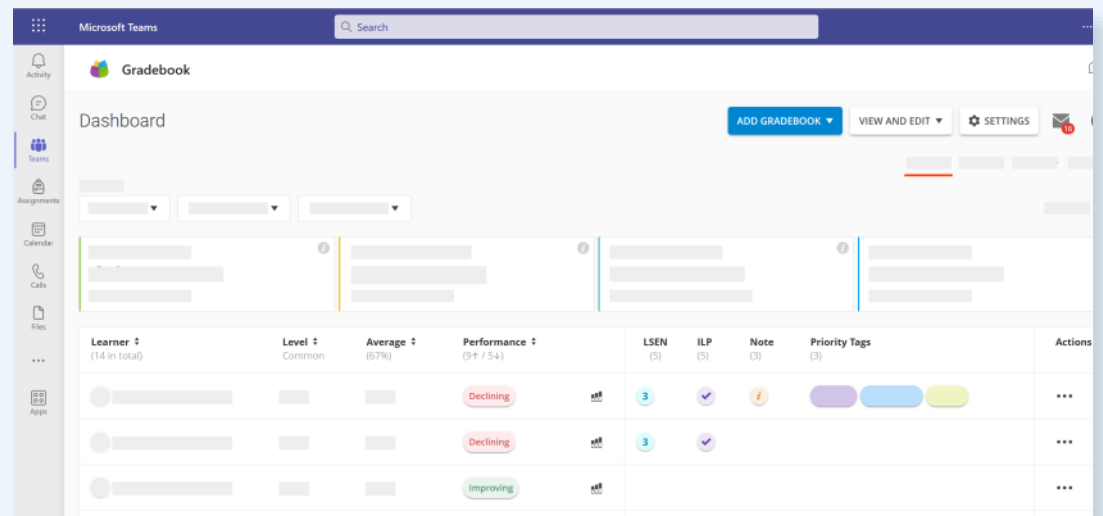 Microsoft Teams
Search
Activity
Chat
Teams
Assignments
Calendar
Calls
Files
Apps
Gradebook
Dashboard
ADD GRADEBOOK
VIEW AND EDIT
SETTINGS
16
Learner Level Average Performance LSEN ILP Note Priority Tags Actions
(14 in total) Common (67%) (9↑ / 5↓) (5) (5) (3) (3)
Declining 3 i
Declining 3
Improving